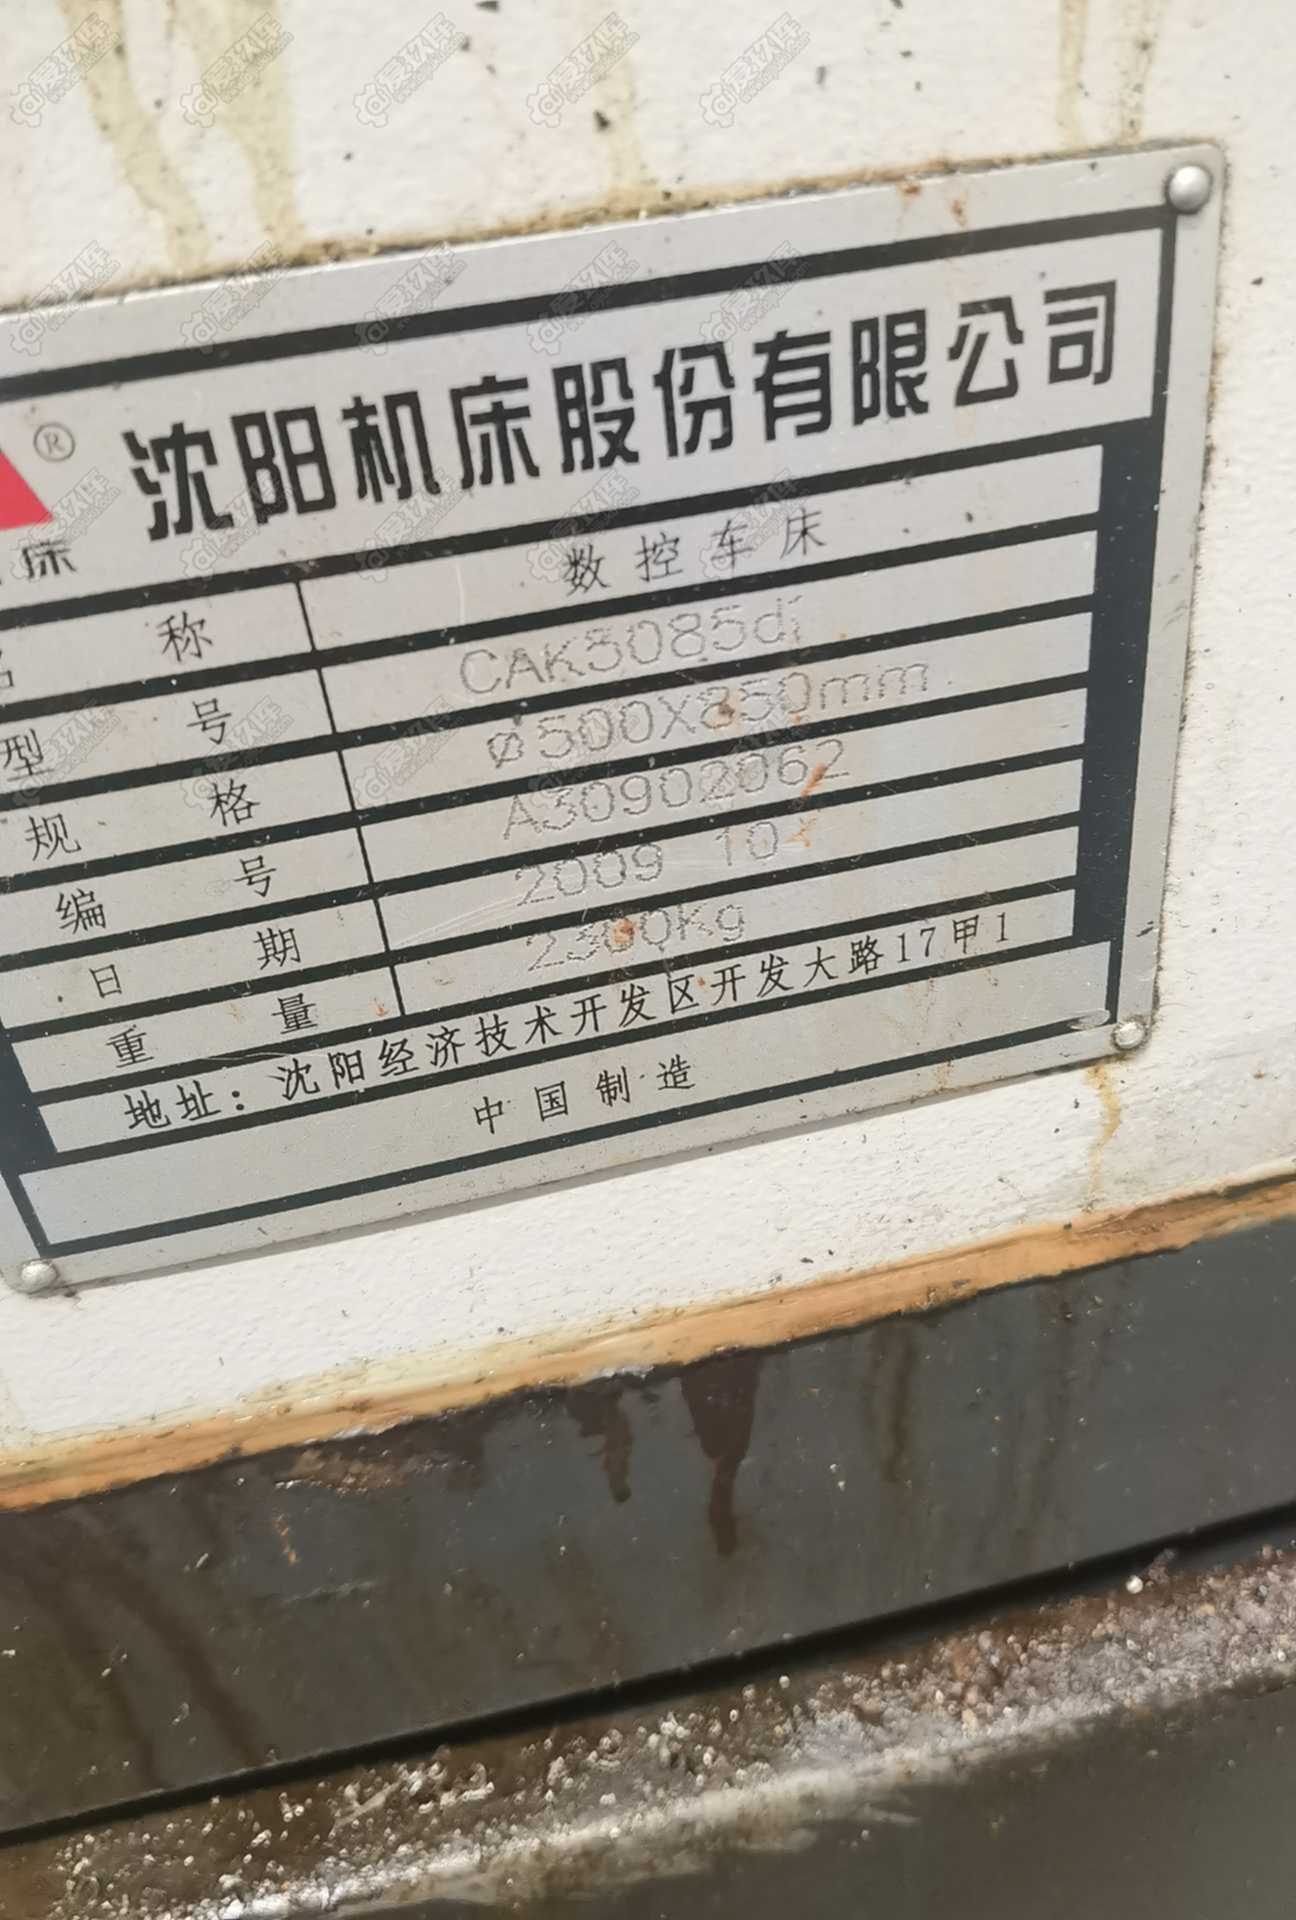 ®
沈阳机床股份有限公司
床
名称 数控车床
型号 CAK5085di
规格 ø500X850mm
编号 A30902062
日期 2009 10
重量 2300Kg
地址：沈阳经济技术开发区开发大路17甲1
中国制造